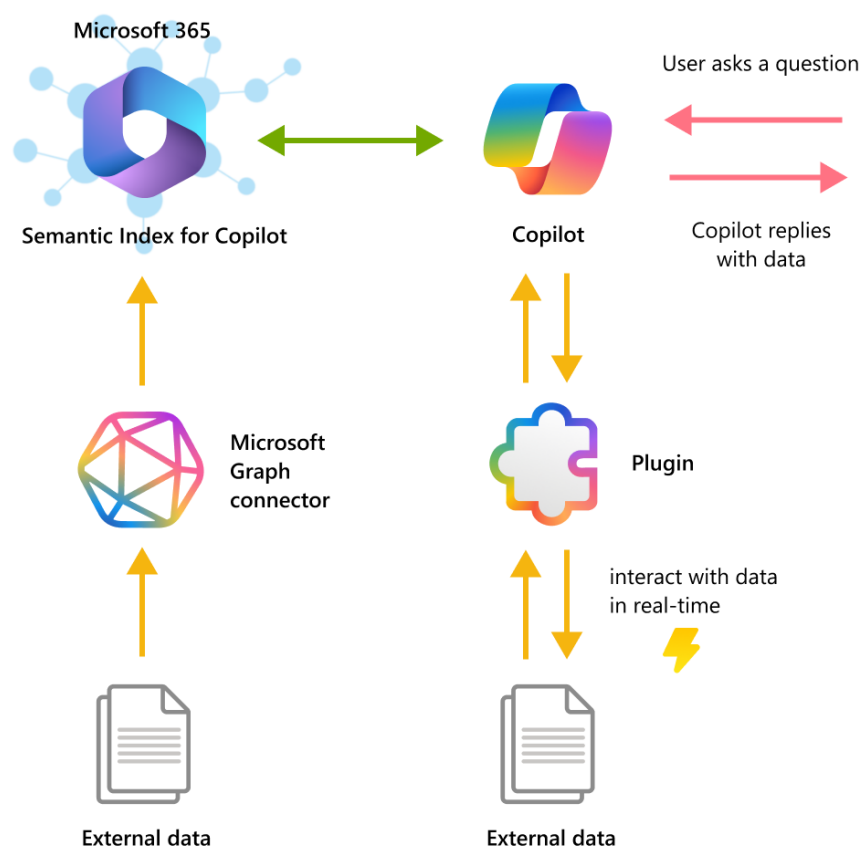 Microsoft 365
User asks a question
Semantic Index for Copilot
Copilot
Copilot replies
with data
Microsoft
Graph
connector
Plugin
interact with data
in real-time
External data
External data